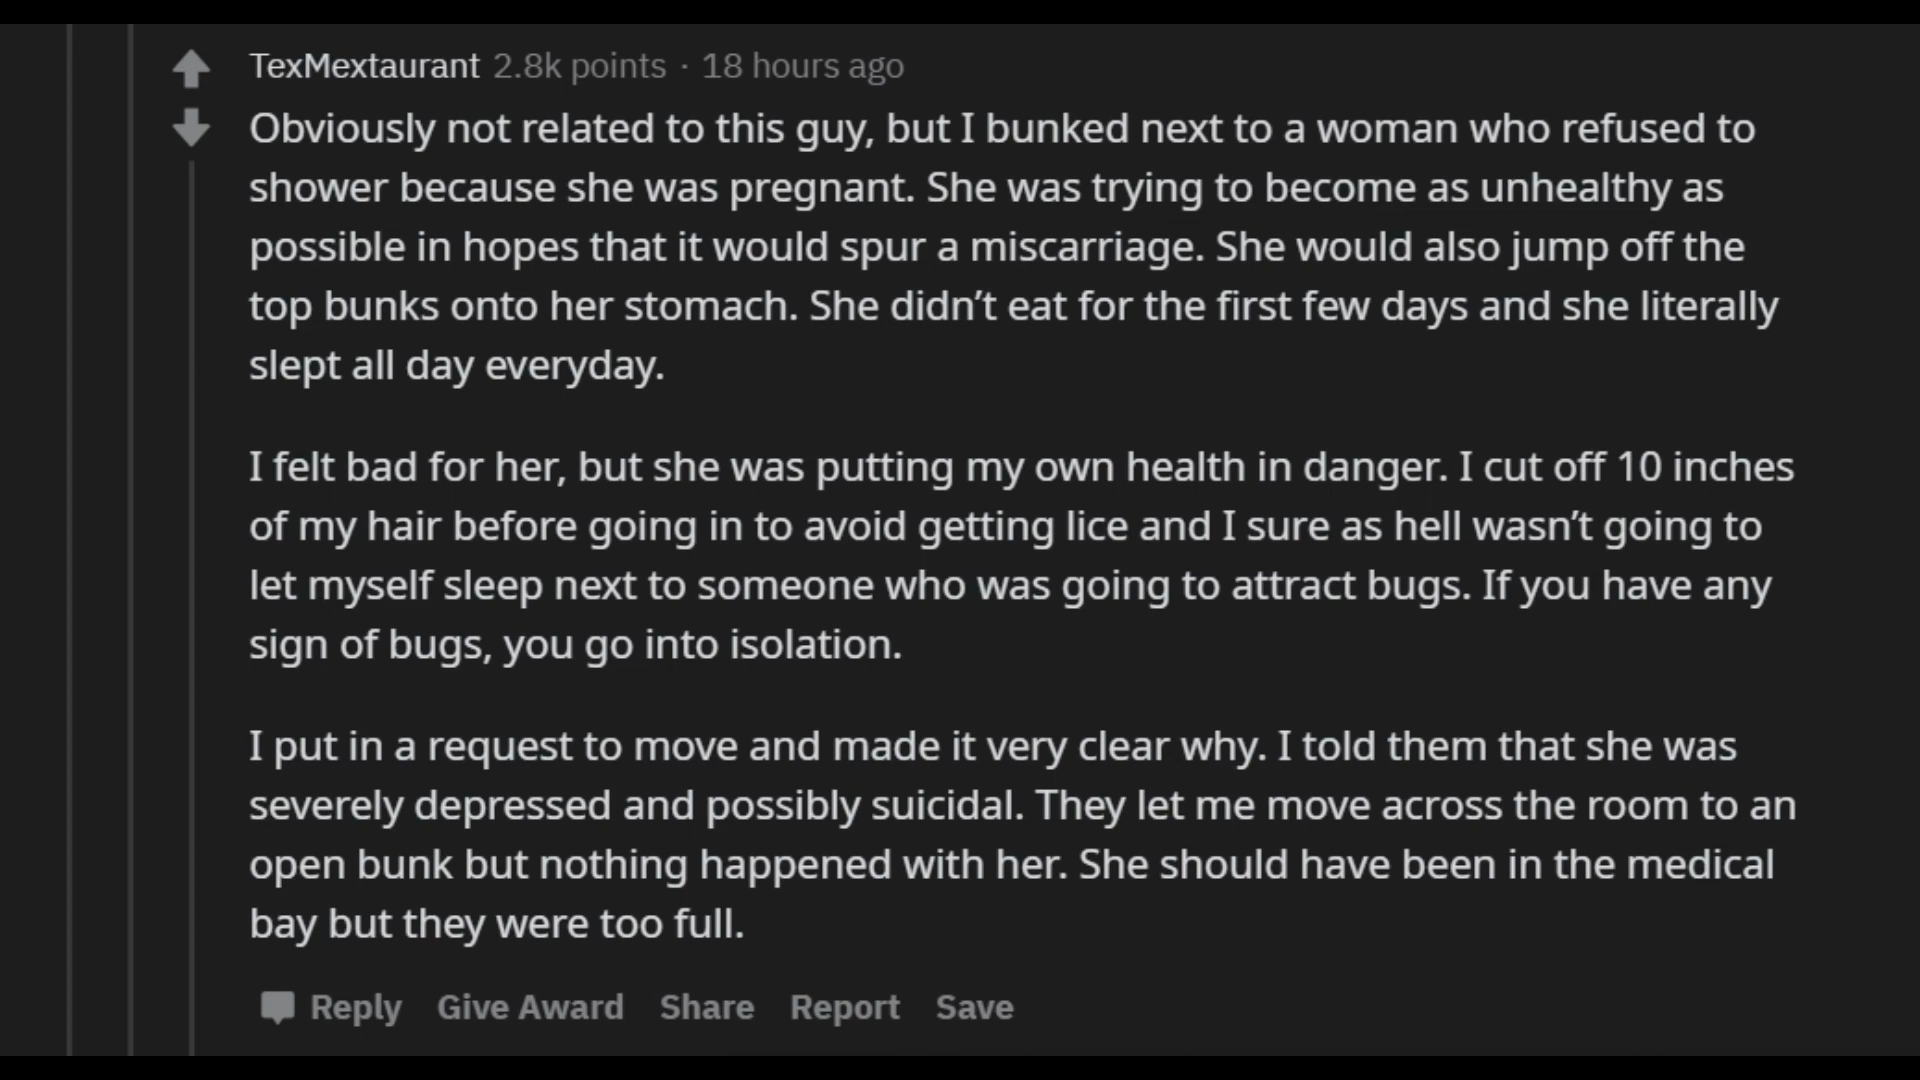 TexMextaurant 2.8k points · 18 hours ago
Obviously not related to this guy, but I bunked next to a woman who refused to
shower because she was pregnant. She was trying to become as unhealthy as
possible in hopes that it would spur a miscarriage. She would also jump off the
top bunks onto her stomach. She didn’t eat for the first few days and she literally
slept all day everyday.
I felt bad for her, but she was putting my own health in danger. I cut off 10 inches
of my hair before going in to avoid getting lice and I sure as hell wasn’t going to
let myself sleep next to someone who was going to attract bugs. If you have any
sign of bugs, you go into isolation.
I put in a request to move and made it very clear why. I told them that she was
severely depressed and possibly suicidal. They let me move across the room to an
open bunk but nothing happened with her. She should have been in the medical
bay but they were too full.
Reply Give Award Share Report Save